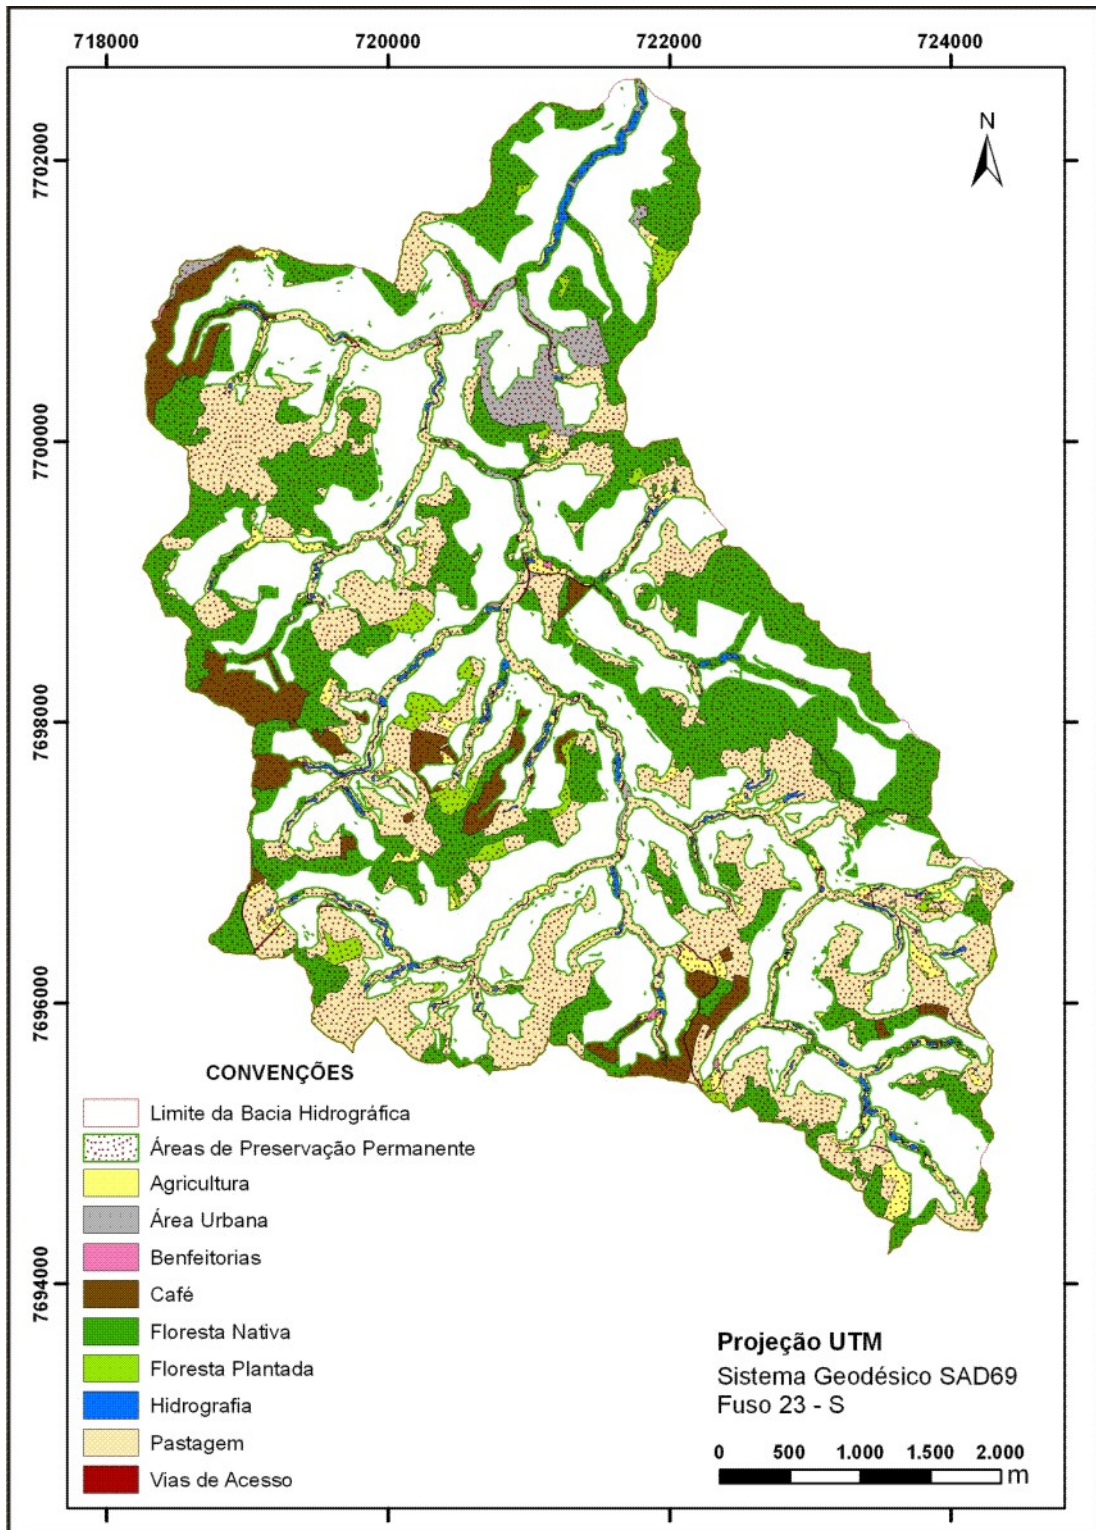 718000 720000 722000 724000
7702000
N
7700000
7698000
7696000
7694000
CONVENÇÕES
Limite da Bacia Hidrográfica
Áreas de Preservação Permanente
Agricultura
Área Urbana
Benfeitorias
Café
Floresta Nativa
Floresta Plantada
Hidrografia
Pastagem
Vias de Acesso
Projeção UTM
Sistema Geodésico SAD69
Fuso 23 - S
0 500 1.000 1.500 2.000
m